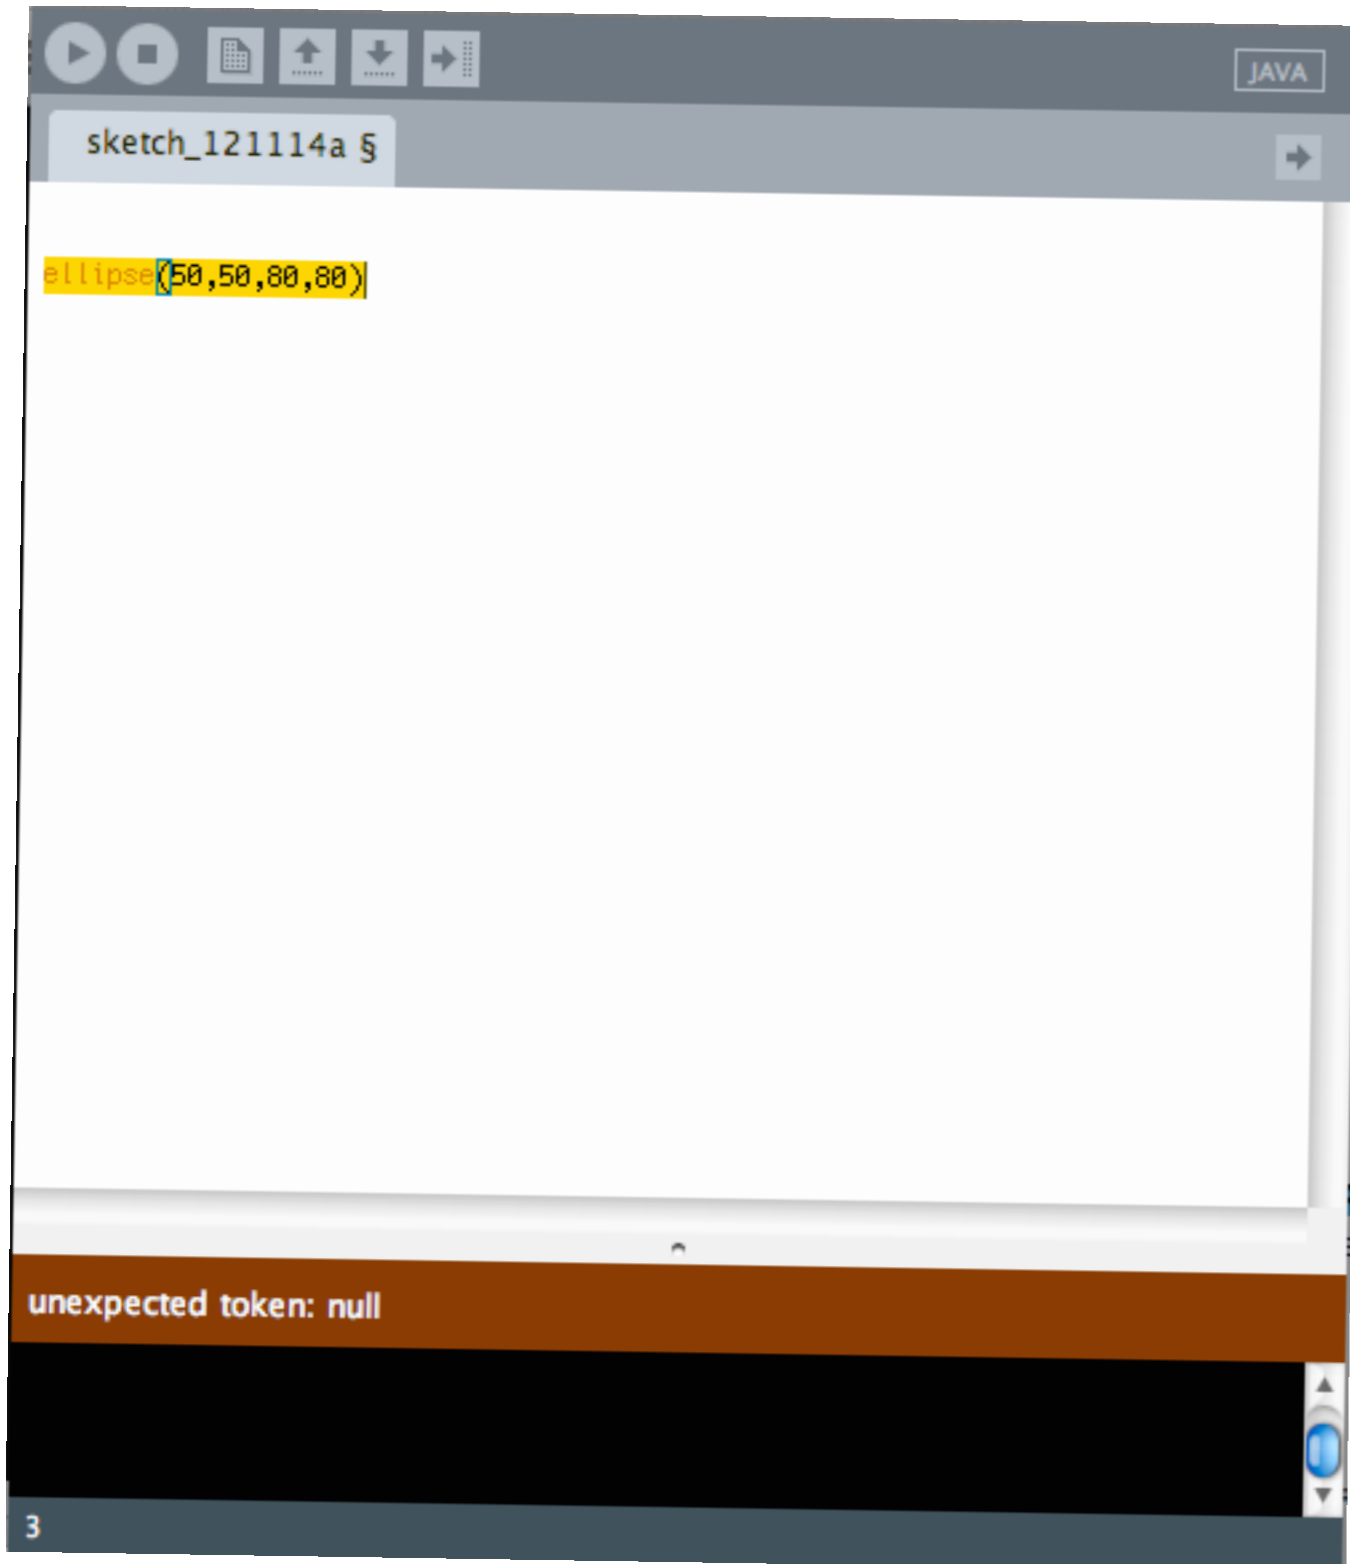 JAVA
sketch_121114a §
ellipse(50,50,80,80)
unexpected token: null
3